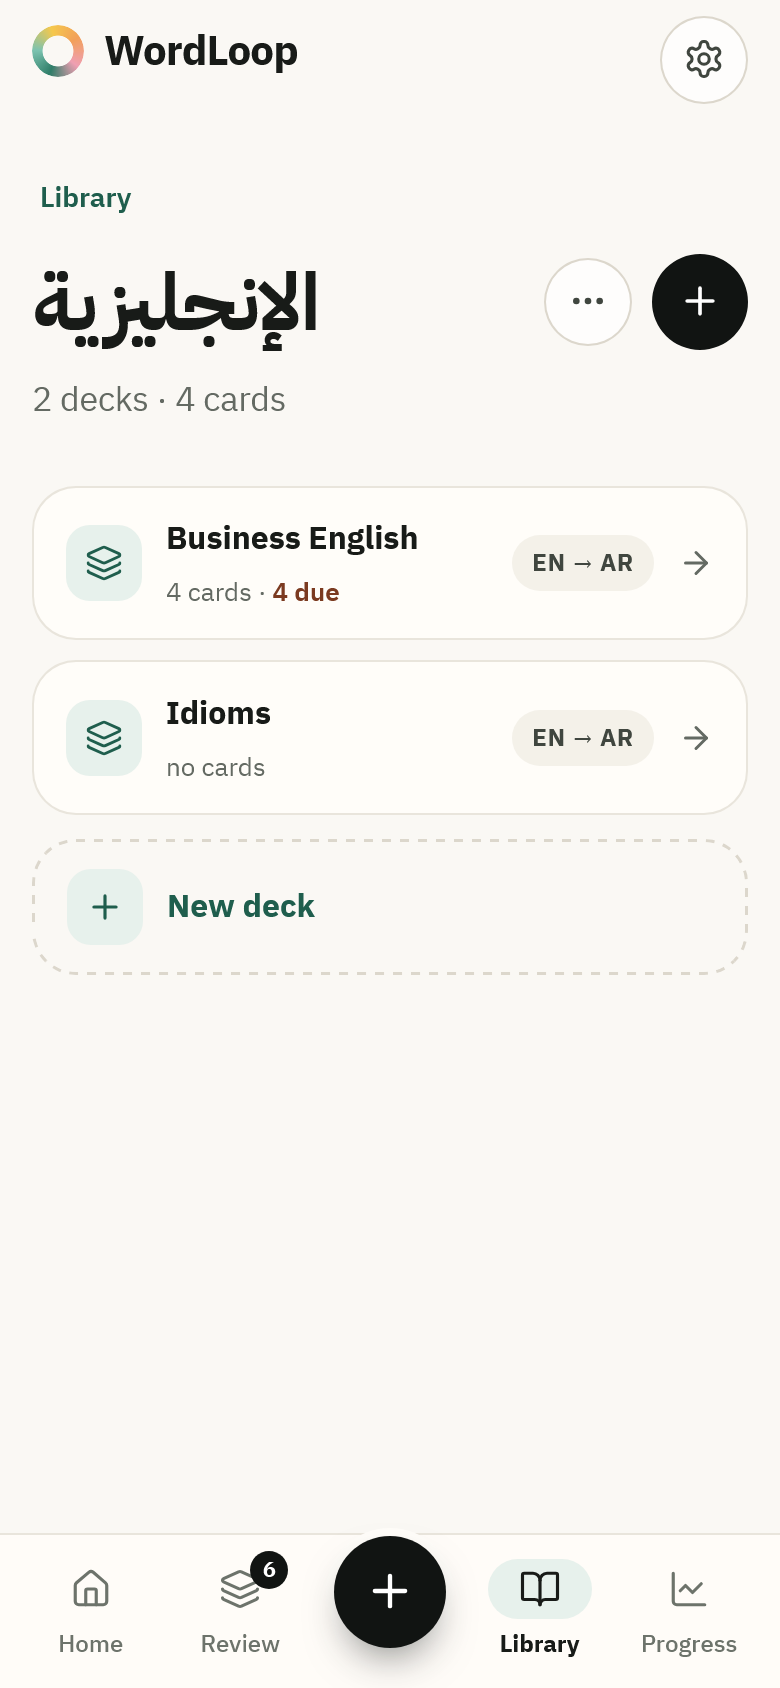 WordLoop
Library
الإنجليزية
2 decks · 4 cards
Business English
4 cards · 4 due
EN → AR
Idioms
no cards
EN → AR
New deck
6
Home
Review
Library
Progress